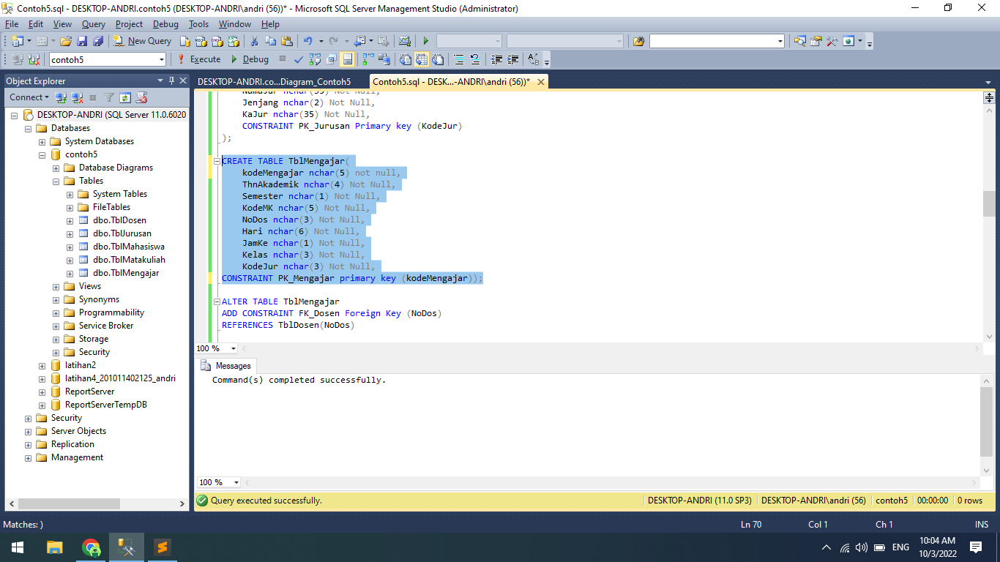 Contoh5.sql - DESKTOP-ANDRI.contoh5 (DESKTOP-ANDRI\andri (56))* - Microsoft SQL Server Management Studio (Administrator)
File Edit View Query Project Debug Tools Window Help
New Query
contoh5 Execute Debug
Object Explorer
Connect
DESKTOP-ANDRI (SQL Server 11.0.6020
Databases
System Databases
contoh5
Database Diagrams
Tables
System Tables
FileTables
dbo.TblDosen
dbo.TblJurusan
dbo.TblMahasiswa
dbo.TblMatakuliah
dbo.TblMengajar
Views
Synonyms
Programmability
Service Broker
Storage
Security
latihan2
latihan4_201011402125_andri
ReportServer
ReportServerTempDB
Security
Server Objects
Replication
Management
DESKTOP-ANDRI.co...Diagram_Contoh5
Contoh5.sql - DESK...-ANDRI\andri (56))*
NamaJur nchar(35) Not Null,
Jenjang nchar(2) Not Null,
KaJur nchar(35) Not Null,
CONSTRAINT PK_Jurusan Primary key (KodeJur)
);
CREATE TABLE TblMengajar(
kodeMengajar nchar(5) not null,
ThnAkademik nchar(4) Not Null,
Semester nchar(1) Not Null,
KodeMK nchar(5) Not Null,
NoDos nchar(3) Not Null,
Hari nchar(6) Not Null,
JamKe nchar(1) Not Null,
Kelas nchar(3) Not Null,
KodeJur nchar(3) Not Null,
CONSTRAINT PK_Mengajar primary key (kodeMengajar));
ALTER TABLE TblMengajar
ADD CONSTRAINT FK_Dosen Foreign Key (NoDos)
REFERENCES TblDosen(NoDos)
100 %
Messages
Command(s) completed successfully.
100 %
Query executed successfully. DESKTOP-ANDRI (11.0 SP3) DESKTOP-ANDRI\andri (56) contoh5 00:00:00 0 rows
Matches: ) Ln 70 Col 1 Ch 1 INS
ENG
10:04 AM
10/3/2022